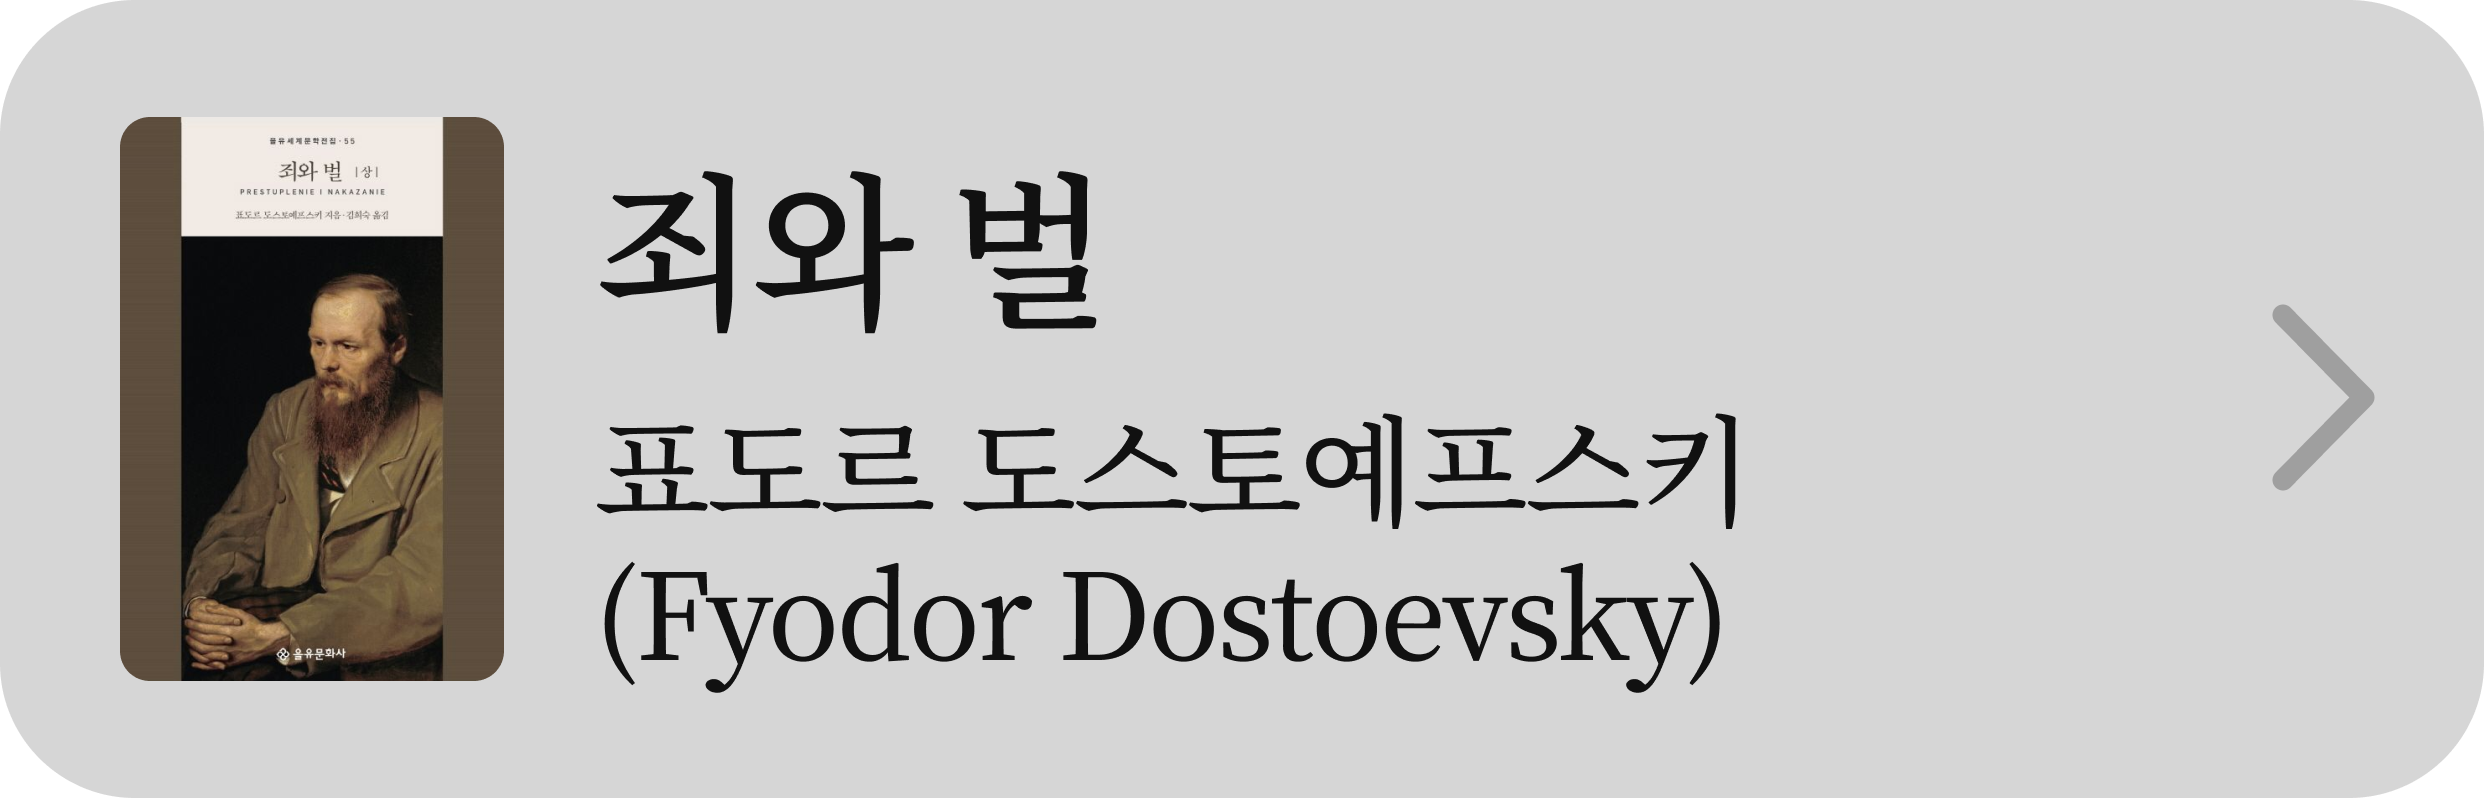 을유세계문학전집·55
죄와 벌 |상|
PRESTUPLENIE I NAKAZANIE
표도르 도스토예프스키 지음·김희숙 옮김
을유문화사
죄와 벌
표도르 도스토예프스키
(Fyodor Dostoevsky)